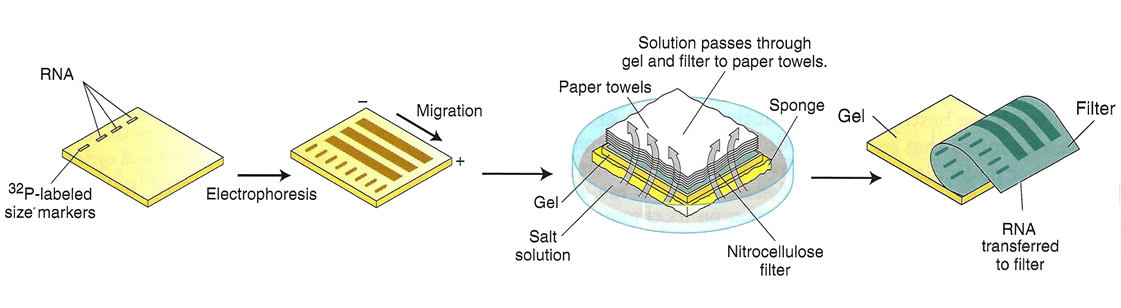 RNA
32P-labeled
size markers
Electrophoresis
–
Migration
+
Solution passes through
gel and filter to paper towels.
Paper towels
Sponge
Gel
Salt
solution
Nitrocellulose
filter
Gel
Filter
RNA
transferred
to filter